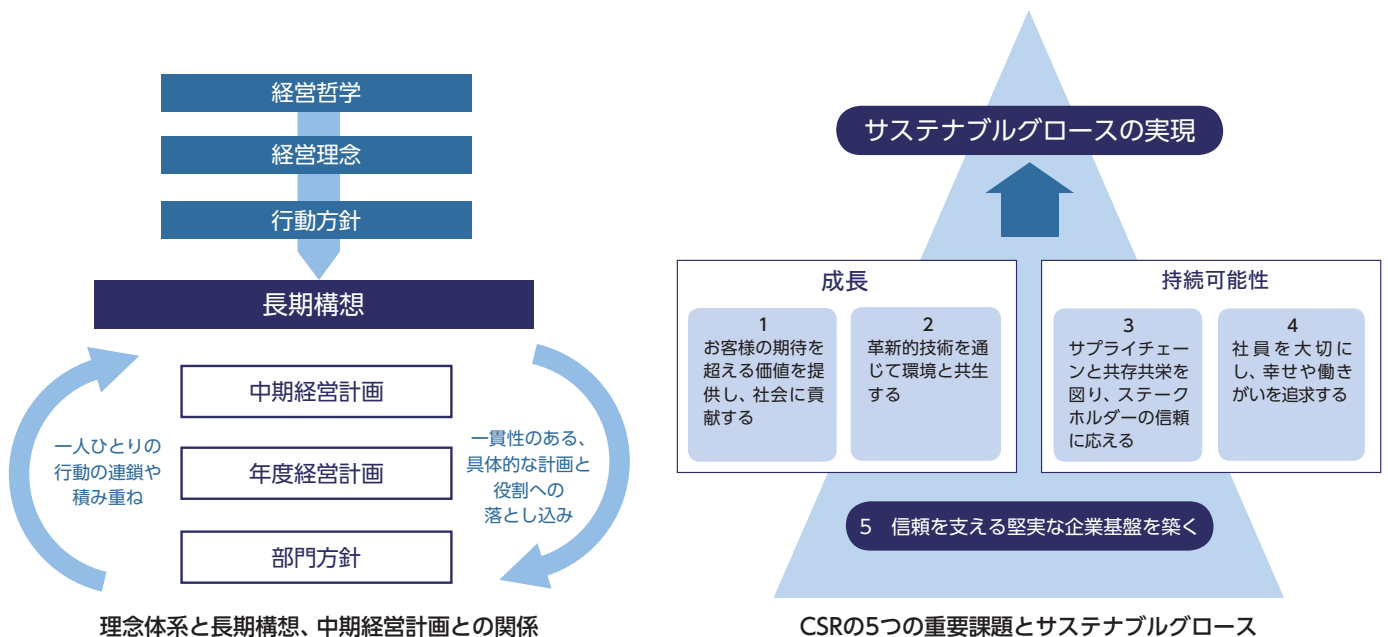 経営哲学
経営理念
行動方針
長期構想
中期経営計画
年度経営計画
部門方針
一人ひとりの
行動の連鎖や
積み重ね
一貫性のある、
具体的な計画と
役割への
落とし込み
理念体系と長期構想、中期経営計画との関係
サステナブルグロースの実現
成長
1
お客様の期待を
超える価値を提
供し、社会に貢
献する
2
革新的技術を通
じて環境と共生
する
持続可能性
3
サプライチェー
ンと共存共栄を
図り、ステーク
ホルダーの信頼
に応える
4
社員を大切に
し、幸せや働き
がいを追求する
5 信頼を支える堅実な企業基盤を築く
CSRの5つの重要課題とサステナブルグロース